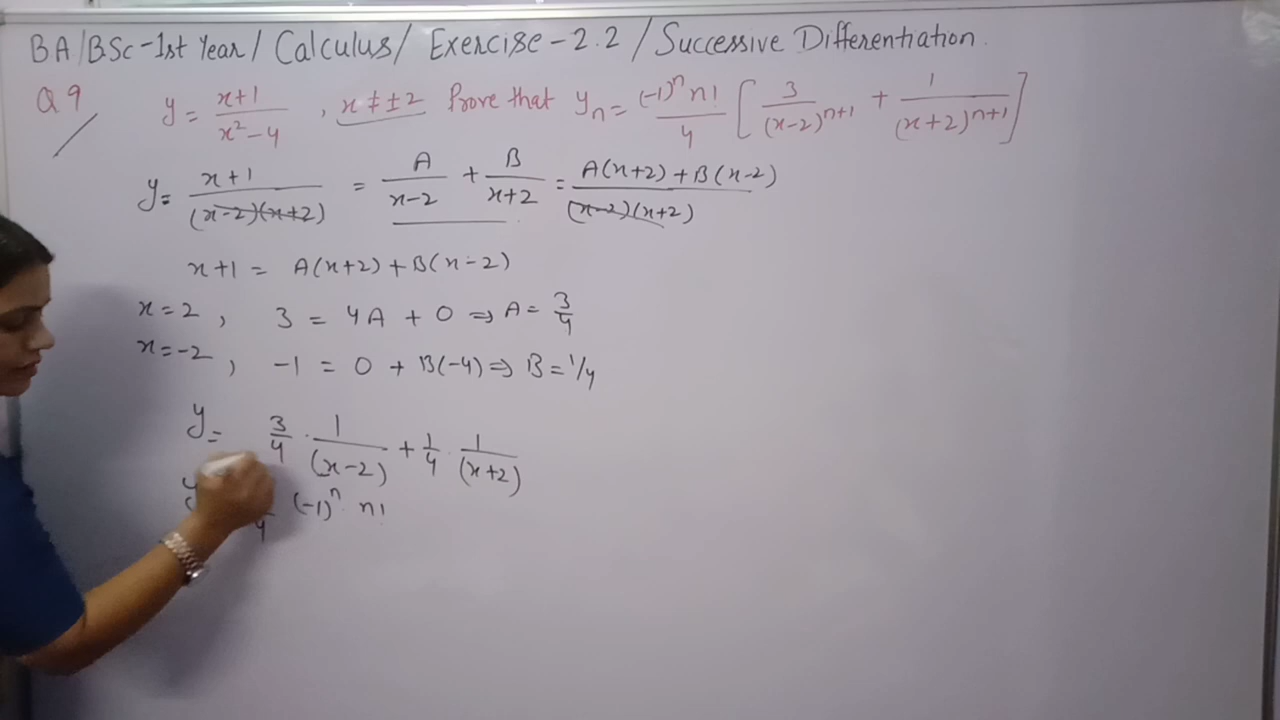 BA/BSc-1st Year/ Calculus/ Exercise-2.2 / Successive Differentiation.
Q 9 y = x+1 / x²-4 , x ≠ ±2 Prove that yₙ = (-1)ⁿ n! / 4 [ 3 / (x-2)ⁿ⁺¹ + 1 / (x+2)ⁿ⁺¹ ]
y = x+1 / (x-2)(x+2) = A / x-2 + B / x+2 = A(x+2)+B(x-2) / (x-2)(x+2)
x+1 = A(x+2)+B(x-2)
x=2 , 3 = 4A + 0 ⇒ A = 3/4
x=-2 , -1 = 0 + B(-4) ⇒ B = 1/4
y = 3/4 · 1/(x-2) + 1/4 · 1/(x+2)
y 4 (-1)ⁿ n!